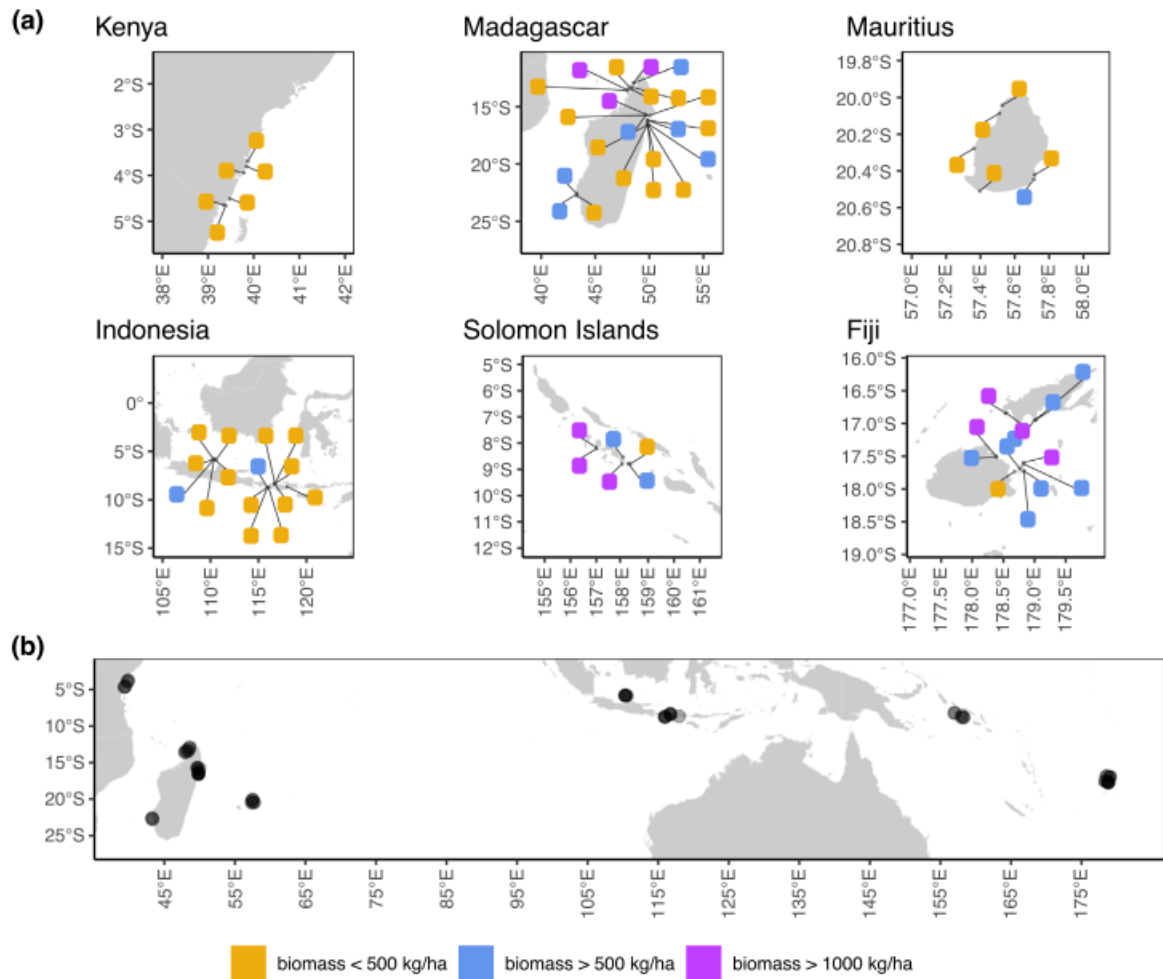 (a)
Kenya
Madagascar
Mauritius
2°S
3°S
4°S
5°S
38°E
39°E
40°E
41°E
42°E
15°S
20°S
25°S
40°E
45°E
50°E
55°E
19.8°S
20.0°S
20.2°S
20.4°S
20.6°S
20.8°S
57.0°E
57.2°E
57.4°E
57.6°E
57.8°E
58.0°E
Indonesia
Solomon Islands
Fiji
0°
5°S
10°S
15°S
105°E
110°E
115°E
120°E
5°S
6°S
7°S
8°S
9°S
10°S
11°S
12°S
155°E
156°E
157°E
158°E
159°E
160°E
161°E
16.0°S
16.5°S
17.0°S
17.5°S
18.0°S
18.5°S
19.0°S
177.0°E
177.5°E
178.0°E
178.5°E
179.0°E
179.5°E
(b)
5°S
10°S
15°S
20°S
25°S
45°E
55°E
65°E
75°E
85°E
95°E
105°E
115°E
125°E
135°E
145°E
155°E
165°E
175°E
biomass < 500 kg/ha
biomass > 500 kg/ha
biomass > 1000 kg/ha